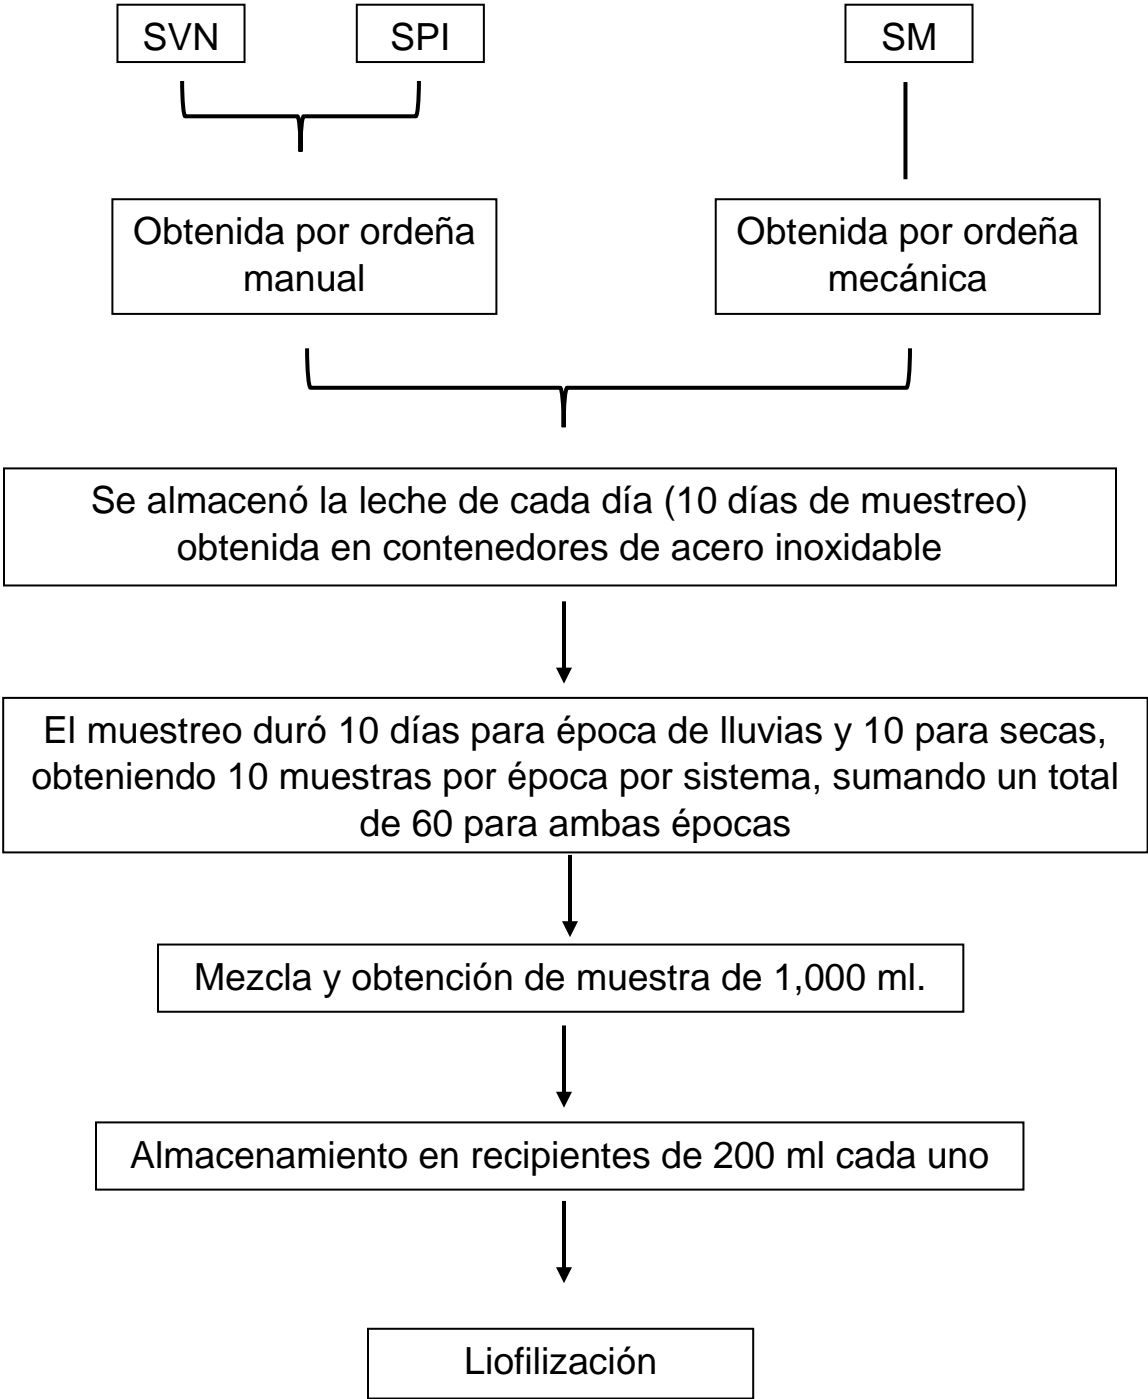 SVN
SPI
SM
Obtenida por ordeña
manual
Obtenida por ordeña
mecánica
Se almacenó la leche de cada día (10 días de muestreo)
obtenida en contenedores de acero inoxidable
El muestreo duró 10 días para época de lluvias y 10 para secas,
obteniendo 10 muestras por época por sistema, sumando un total
de 60 para ambas épocas
Mezcla y obtención de muestra de 1,000 ml.
Almacenamiento en recipientes de 200 ml cada uno
Liofilización